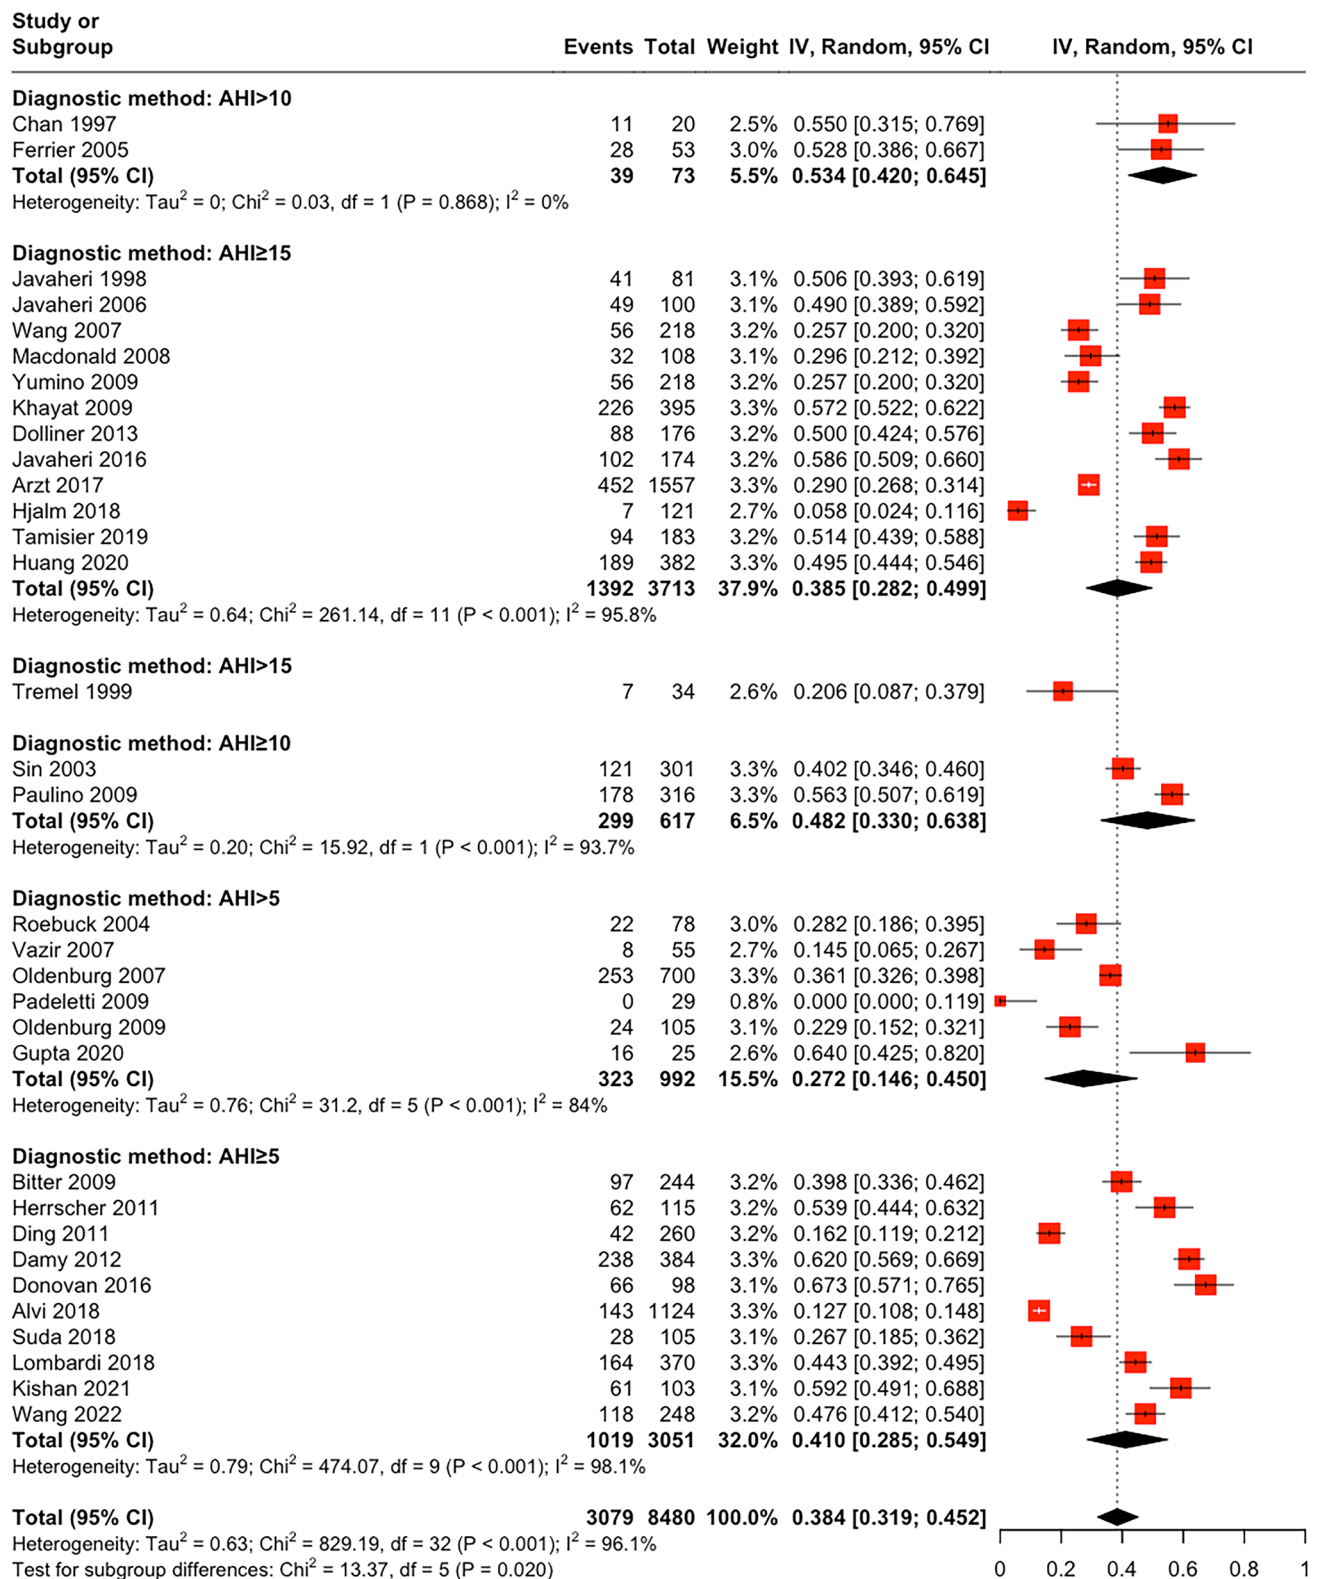 Study or
Subgroup Events Total Weight IV, Random, 95% CI IV, Random, 95% CI
Diagnostic method: AHI>10
Chan 1997 11 20 2.5% 0.550 [0.315; 0.769]
Ferrier 2005 28 53 3.0% 0.528 [0.386; 0.667]
Total (95% CI) 39 73 5.5% 0.534 [0.420; 0.645]
Heterogeneity: Tau² = 0; Chi² = 0.03, df = 1 (P = 0.868); I² = 0%
Diagnostic method: AHI≥15
Javaheri 1998 41 81 3.1% 0.506 [0.393; 0.619]
Javaheri 2006 49 100 3.1% 0.490 [0.389; 0.592]
Wang 2007 56 218 3.2% 0.257 [0.200; 0.320]
Macdonald 2008 32 108 3.1% 0.296 [0.212; 0.392]
Yumino 2009 56 218 3.2% 0.257 [0.200; 0.320]
Khayat 2009 226 395 3.3% 0.572 [0.522; 0.622]
Dolliner 2013 88 176 3.2% 0.500 [0.424; 0.576]
Javaheri 2016 102 174 3.2% 0.586 [0.509; 0.660]
Arzt 2017 452 1557 3.3% 0.290 [0.268; 0.314]
Hjalm 2018 7 121 2.7% 0.058 [0.024; 0.116]
Tamisier 2019 94 183 3.2% 0.514 [0.439; 0.588]
Huang 2020 189 382 3.3% 0.495 [0.444; 0.546]
Total (95% CI) 1392 3713 37.9% 0.385 [0.282; 0.499]
Heterogeneity: Tau² = 0.64; Chi² = 261.14, df = 11 (P < 0.001); I² = 95.8%
Diagnostic method: AHI>15
Tremel 1999 7 34 2.6% 0.206 [0.087; 0.379]
Diagnostic method: AHI≥10
Sin 2003 121 301 3.3% 0.402 [0.346; 0.460]
Paulino 2009 178 316 3.3% 0.563 [0.507; 0.619]
Total (95% CI) 299 617 6.5% 0.482 [0.330; 0.638]
Heterogeneity: Tau² = 0.20; Chi² = 15.92, df = 1 (P < 0.001); I² = 93.7%
Diagnostic method: AHI>5
Roebuck 2004 22 78 3.0% 0.282 [0.186; 0.395]
Vazir 2007 8 55 2.7% 0.145 [0.065; 0.267]
Oldenburg 2007 253 700 3.3% 0.361 [0.326; 0.398]
Padeletti 2009 0 29 0.8% 0.000 [0.000; 0.119]
Oldenburg 2009 24 105 3.1% 0.229 [0.152; 0.321]
Gupta 2020 16 25 2.6% 0.640 [0.425; 0.820]
Total (95% CI) 323 992 15.5% 0.272 [0.146; 0.450]
Heterogeneity: Tau² = 0.76; Chi² = 31.2, df = 5 (P < 0.001); I² = 84%
Diagnostic method: AHI≥5
Bitter 2009 97 244 3.2% 0.398 [0.336; 0.462]
Herrscher 2011 62 115 3.2% 0.539 [0.444; 0.632]
Ding 2011 42 260 3.2% 0.162 [0.119; 0.212]
Damy 2012 238 384 3.3% 0.620 [0.569; 0.669]
Donovan 2016 66 98 3.1% 0.673 [0.571; 0.765]
Alvi 2018 143 1124 3.3% 0.127 [0.108; 0.148]
Suda 2018 28 105 3.1% 0.267 [0.185; 0.362]
Lombardi 2018 164 370 3.3% 0.443 [0.392; 0.495]
Kishan 2021 61 103 3.1% 0.592 [0.491; 0.688]
Wang 2022 118 248 3.2% 0.476 [0.412; 0.540]
Total (95% CI) 1019 3051 32.0% 0.410 [0.285; 0.549]
Heterogeneity: Tau² = 0.79; Chi² = 474.07, df = 9 (P < 0.001); I² = 98.1%
Total (95% CI) 3079 8480 100.0% 0.384 [0.319; 0.452]
Heterogeneity: Tau² = 0.63; Chi² = 829.19, df = 32 (P < 0.001); I² = 96.1%
Test for subgroup differences: Chi² = 13.37, df = 5 (P = 0.020) 0 0.2 0.4 0.6 0.8 1